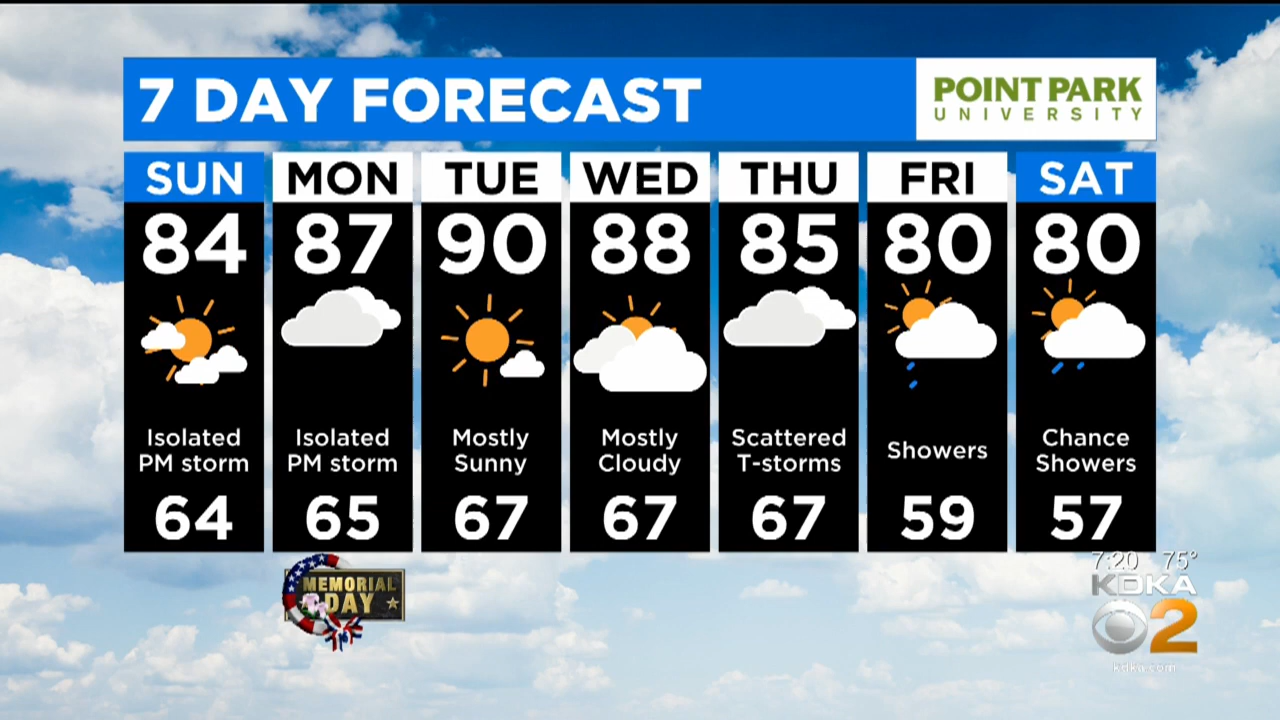 7 DAY FORECAST
POINT PARK
UNIVERSITY
SUN MON TUE WED THU FRI SAT
84 87 90 88 85 80 80
Isolated
PM storm
Isolated
PM storm
Mostly
Sunny
Mostly
Cloudy
Scattered
T-storms
Showers
Chance
Showers
64 65 67 67 67 59 57
MEMORIAL
DAY
7:20 75°
KDKA
2
kdka.com